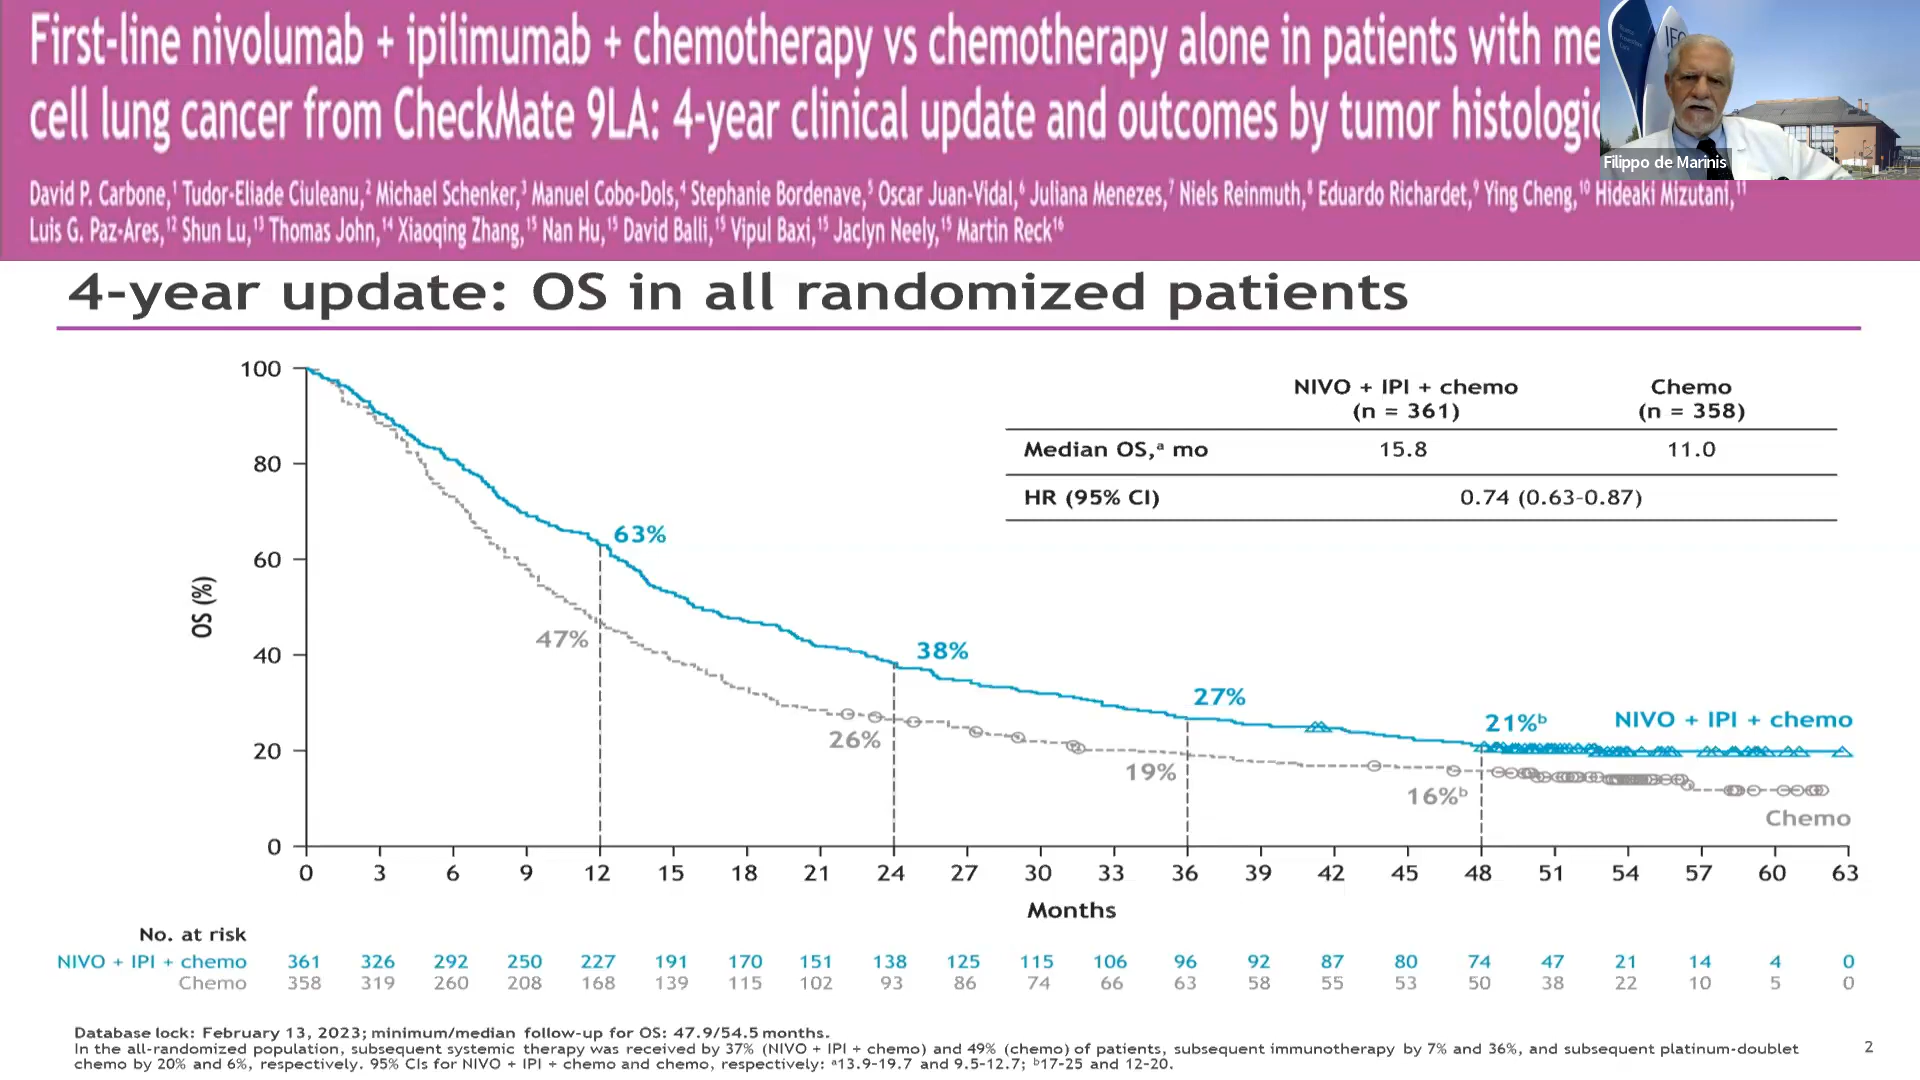 First-line nivolumab + ipilimumab + chemotherapy vs chemotherapy alone in patients with me
cell lung cancer from CheckMate 9LA: 4-year clinical update and outcomes by tumor histologic
Filippo de Marinis
David P. Carbone,¹ Tudor-Eliade Ciuleanu,² Michael Schenker,³ Manuel Cobo-Dols,⁴ Stephanie Bordenave,⁵ Oscar Juan-Vidal,⁶ Juliana Menezes,⁷ Niels Reinmuth,⁸ Eduardo Richardet,⁹ Ying Cheng,¹⁰ Hideaki Mizutani,¹¹
Luis G. Paz-Ares,¹² Shun Lu,¹³ Thomas John,¹⁴ Xiaoqing Zhang,¹⁵ Nan Hu,¹⁵ David Balli,¹⁵ Vipul Baxi,¹⁵ Jaclyn Neely,¹⁵ Martin Reck¹⁶
4-year update: OS in all randomized patients
NIVO + IPI + chemo Chemo
(n = 361) (n = 358)
Median OS,ᵃ mo 15.8 11.0
HR (95% CI) 0.74 (0.63-0.87)
OS (%)
100
80
60
40
20
0
63%
47%
38%
26%
27%
19%
21%ᵇ
16%ᵇ
NIVO + IPI + chemo
Chemo
0 3 6 9 12 15 18 21 24 27 30 33 36 39 42 45 48 51 54 57 60 63
Months
No. at risk
NIVO + IPI + chemo 361 326 292 250 227 191 170 151 138 125 115 106 96 92 87 80 74 47 21 14 4 0
Chemo 358 319 260 208 168 139 115 102 93 86 74 66 63 58 55 53 50 38 22 10 5 0
Database lock: February 13, 2023; minimum/median follow-up for OS: 47.9/54.5 months.
In the all-randomized population, subsequent systemic therapy was received by 37% (NIVO + IPI + chemo) and 49% (chemo) of patients, subsequent immunotherapy by 7% and 36%, and subsequent platinum-doublet
chemo by 20% and 6%, respectively. 95% CIs for NIVO + IPI + chemo and chemo, respectively: ᵃ13.9-19.7 and 9.5-12.7; ᵇ17-25 and 12-20.
2